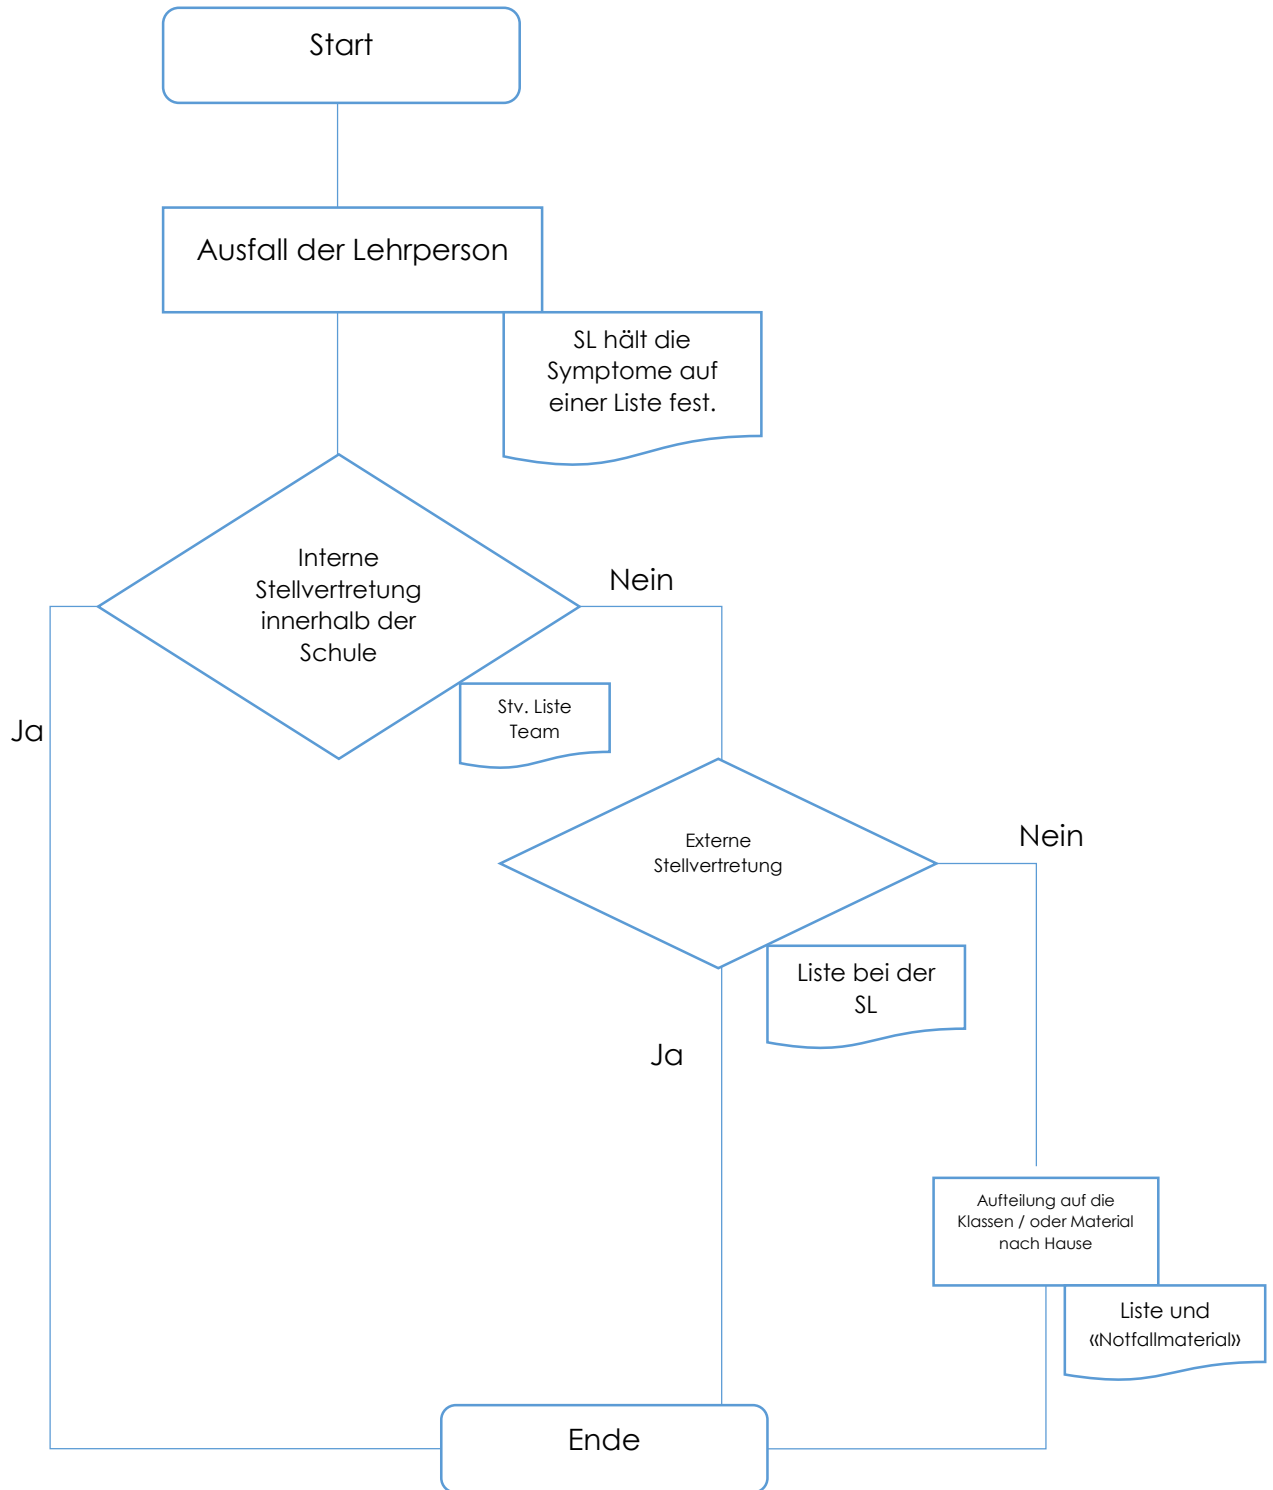 Start
Ausfall der Lehrperson
SL hält die
Symptome auf
einer Liste fest.
Interne
Stellvertretung
innerhalb der
Schule
Nein
Stv. Liste
Team
Ja
Externe
Stellvertretung
Nein
Liste bei der
SL
Ja
Aufteilung auf die
Klassen / oder Material
nach Hause
Liste und
«Notfallmaterial»
Ende